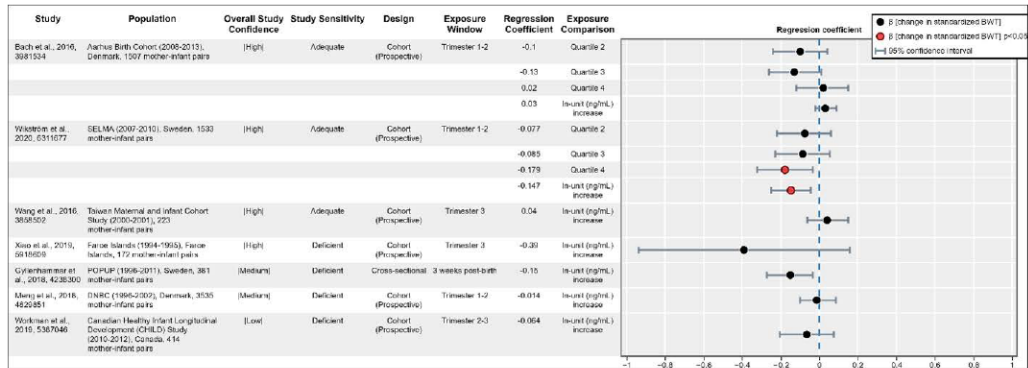 Study Population Overall Study Confidence Study Sensitivity Design Exposure Window Regression Coefficient Exposure Comparison
Regression coefficient
β [change in standardized BWT]
β [change in standardized BWT] p<0.05
95% confidence interval
Bach et al., 2016, 3981534 Aarhus Birth Cohort (2008-2013), Denmark, 1507 mother-infant pairs |High| Adequate Cohort (Prospective) Trimester 1-2 -0.1 Quartile 2
-0.13 Quartile 3
0.02 Quartile 4
0.03 ln-unit (ng/mL) increase
Wikström et al., 2020, 6311677 SELMA (2007-2010), Sweden, 1533 mother-infant pairs |High| Adequate Cohort (Prospective) Trimester 1-2 -0.077 Quartile 2
-0.085 Quartile 3
-0.179 Quartile 4
-0.147 ln-unit (ng/mL) increase
Wang et al., 2016, 3858502 Taiwan Maternal and Infant Cohort Study (2000-2001), 223 mother-infant pairs |High| Adequate Cohort (Prospective) Trimester 3 0.04 ln-unit (ng/mL) increase
Xiao et al., 2019, 5918609 Faroe Islands (1994-1995), Faroe Islands, 172 mother-infant pairs |High| Deficient Cohort (Prospective) Trimester 3 -0.39 ln-unit (ng/mL) increase
Gyllenhammar et al., 2018, 4238300 POPUP (1996-2011), Sweden, 381 mother-infant pairs |Medium| Deficient Cross-sectional 3 weeks post-birth -0.15 ln-unit (ng/mL) increase
Meng et al., 2018, 4829851 DNBC (1996-2002), Denmark, 3535 mother-infant pairs |Medium| Deficient Cohort (Prospective) Trimester 1-2 -0.014 ln-unit (ng/mL) increase
Workman et al., 2019, 5387046 Canadian Healthy Infant Longitudinal Development (CHILD) Study (2010-2012), Canada, 414 mother-infant pairs |Low| Deficient Cohort (Prospective) Trimester 2-3 -0.064 ln-unit (ng/mL) increase
-1 -0.8 -0.6 -0.4 -0.2 0 0.2 0.4 0.6 0.8 1